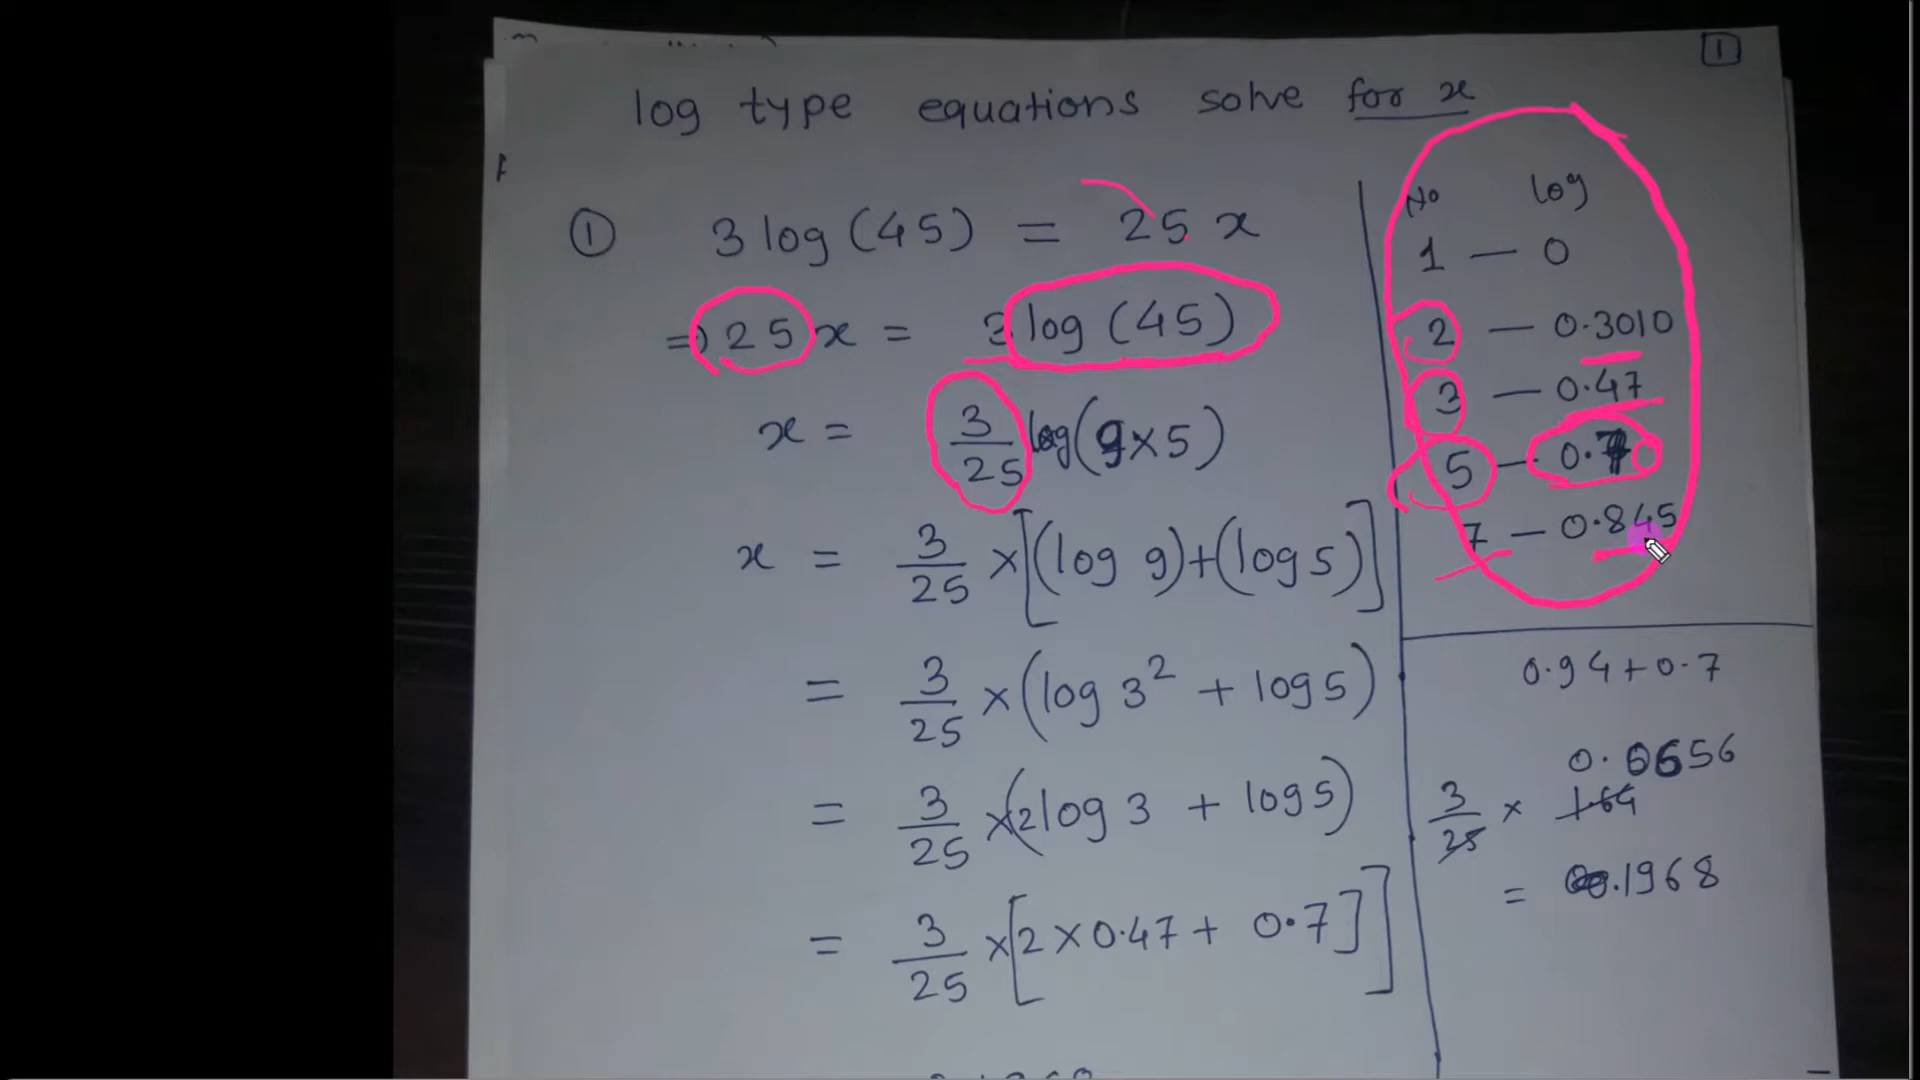 1
log type equations solve for x
① 3 log (45) = 25 x
⇒ 25 x = 3 log (45)
x = 3/25 log (9×5)
x = 3/25 × [(log 9) + (log 5)]
= 3/25 × (log 3² + log 5)
= 3/25 × (2 log 3 + log 5)
= 3/25 × [2 × 0.47 + 0.7]]
No log
1 — 0
2 — 0.3010
3 — 0.47
5 — 0.70
7 — 0.845
0.94 + 0.7
0.0656
3/25 × 1.64
= 0.1968